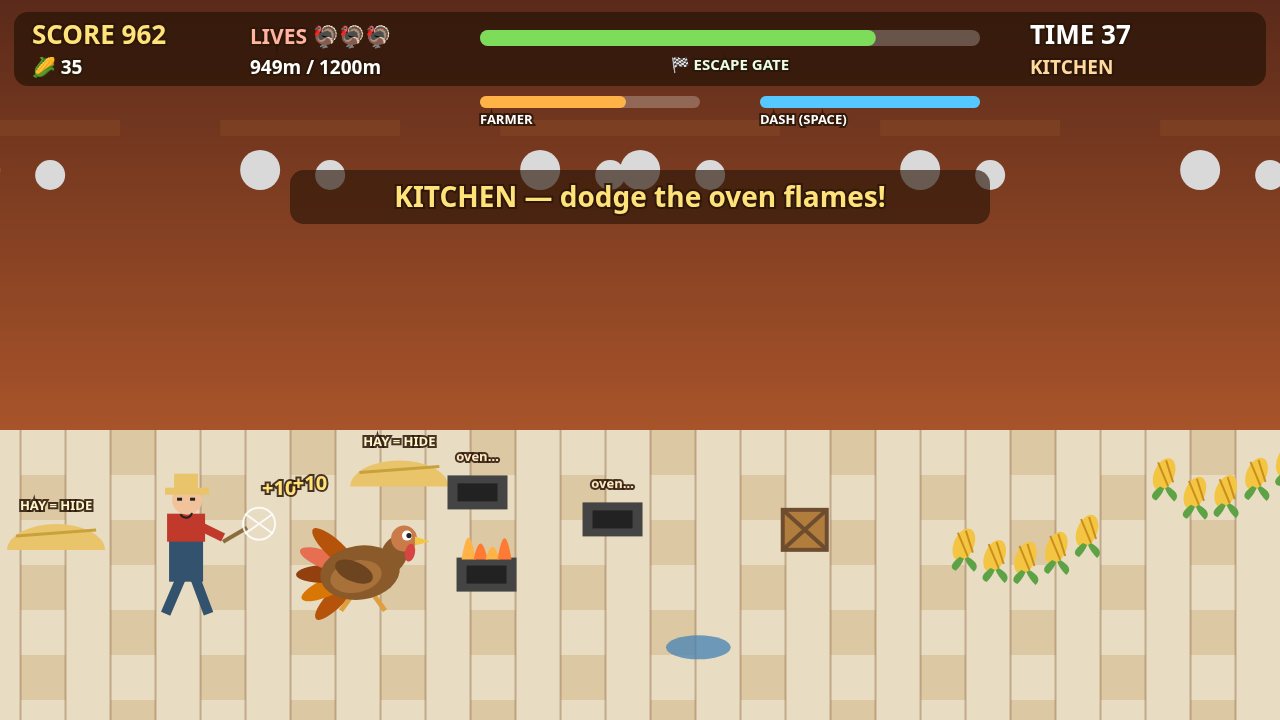 SCORE 962
🌽 35
LIVES 🦃🦃🦃
949m / 1200m
🏁 ESCAPE GATE
TIME 37
KITCHEN
FARMER
DASH (SPACE)
KITCHEN — dodge the oven flames!
HAY = HIDE
oven...
+10
+10
oven...
HAY = HIDE